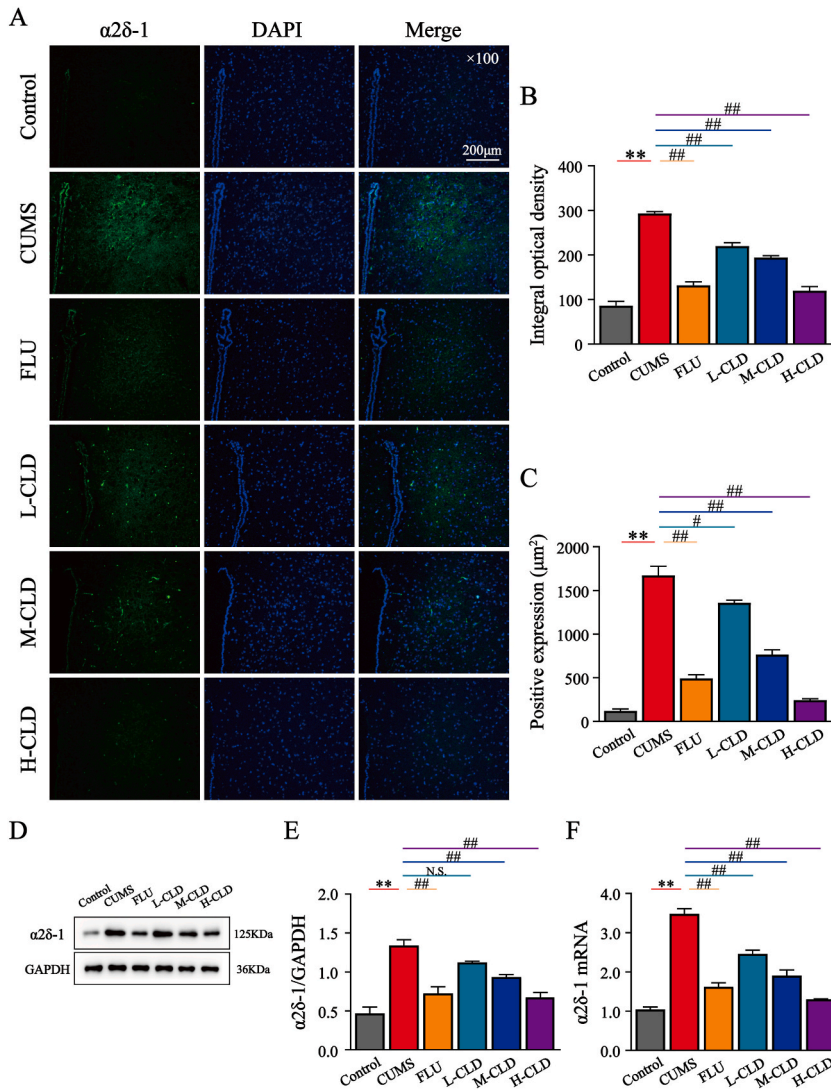 A
α2δ-1 DAPI Merge
Control
×100
200μm
CUMS
FLU
L-CLD
M-CLD
H-CLD
B
##
##
##
** ##
Integral optical density
400
300
200
100
0
Control CUMS FLU L-CLD M-CLD H-CLD
C
##
##
#
** ##
Positive expression (μm²)
2000
1500
1000
500
0
Control CUMS FLU L-CLD M-CLD H-CLD
D
Control CUMS FLU L-CLD M-CLD H-CLD
α2δ-1 125KDa
GAPDH 36KDa
E
##
##
N.S.
** ##
α2δ-1/GAPDH
2.0
1.5
1.0
0.5
0.0
Control CUMS FLU L-CLD M-CLD H-CLD
F
##
##
##
** ##
α2δ-1 mRNA
4.0
3.0
2.0
1.0
0.0
Control CUMS FLU L-CLD M-CLD H-CLD